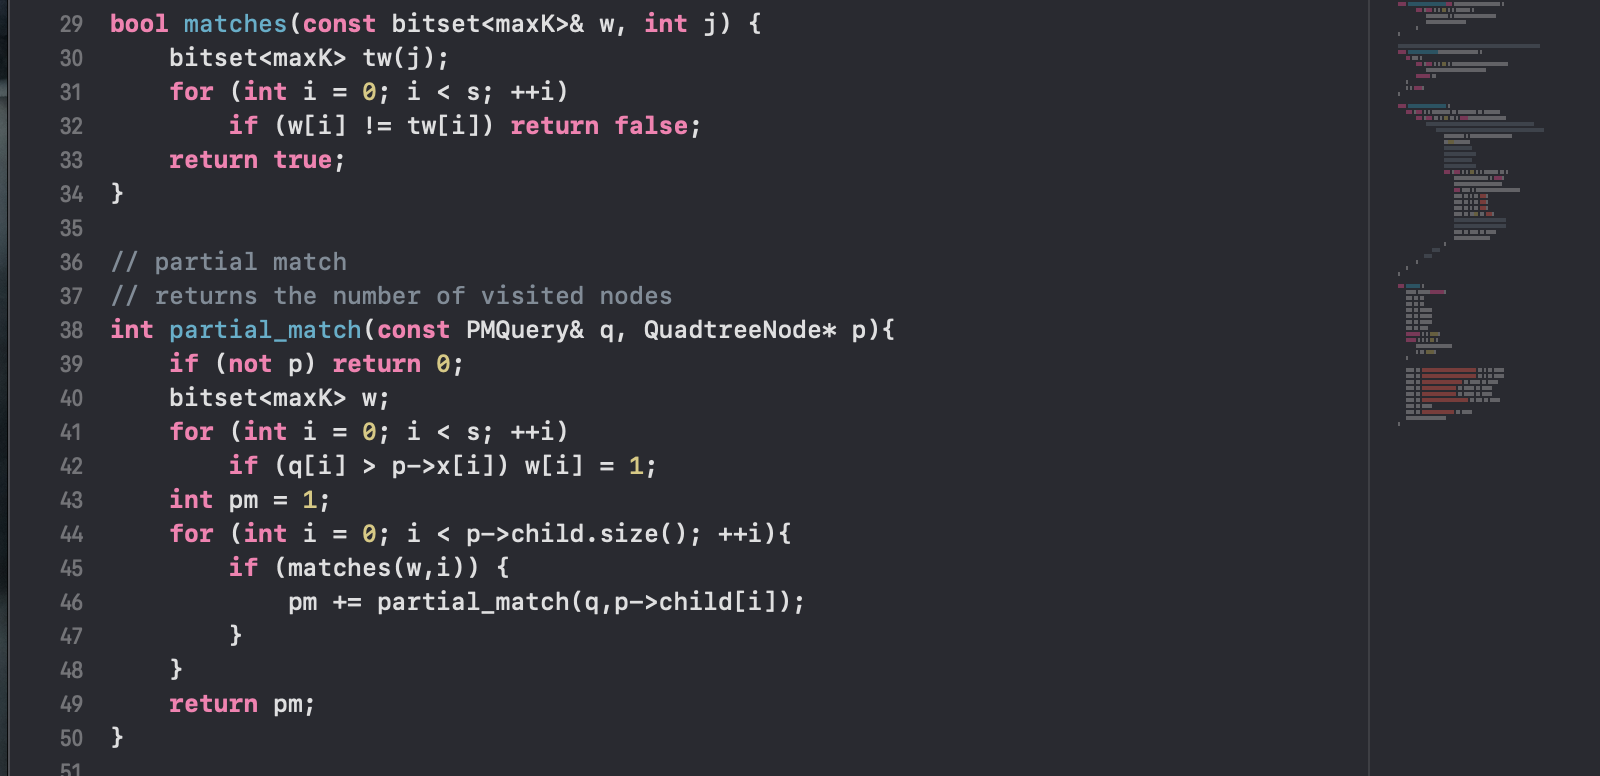 29 bool matches(const bitset<maxK>& w, int j) {
30     bitset<maxK> tw(j);
31     for (int i = 0; i < s; ++i)
32         if (w[i] != tw[i]) return false;
33     return true;
34 }
35
36 // partial match
37 // returns the number of visited nodes
38 int partial_match(const PMQuery& q, QuadtreeNode* p){
39     if (not p) return 0;
40     bitset<maxK> w;
41     for (int i = 0; i < s; ++i)
42         if (q[i] > p->x[i]) w[i] = 1;
43     int pm = 1;
44     for (int i = 0; i < p->child.size(); ++i){
45         if (matches(w,i)) {
46             pm += partial_match(q,p->child[i]);
47         }
48     }
49     return pm;
50 }
51